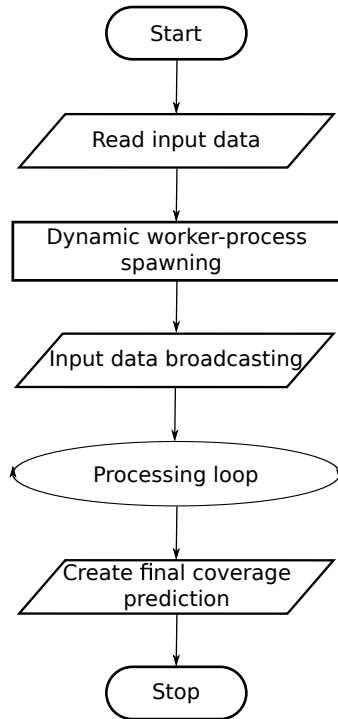 Start
Read input data
Dynamic worker-process
spawning
Input data broadcasting
Processing loop
Create final coverage
prediction
Stop